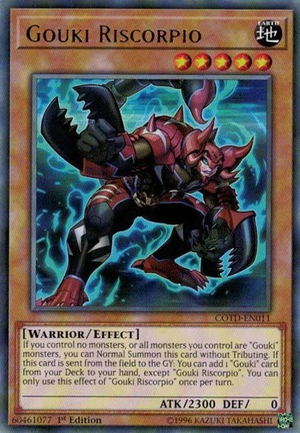 GOUKI RISCORPIO
EARTH
地
COTD-EN011
[WARRIOR/EFFECT]
If you control no monsters, or all monsters you control are "Gouki"
monsters, you can Normal Summon this card without Tributing. If
this card is sent from the field to the GY: You can add 1 "Gouki" card
from your Deck to your hand, except "Gouki Riscorpio". You can
only use this effect of "Gouki Riscorpio" once per turn.
ATK/2300 DEF/ 0
60461077 1st Edition ©1996 KAZUKI TAKAHASHI